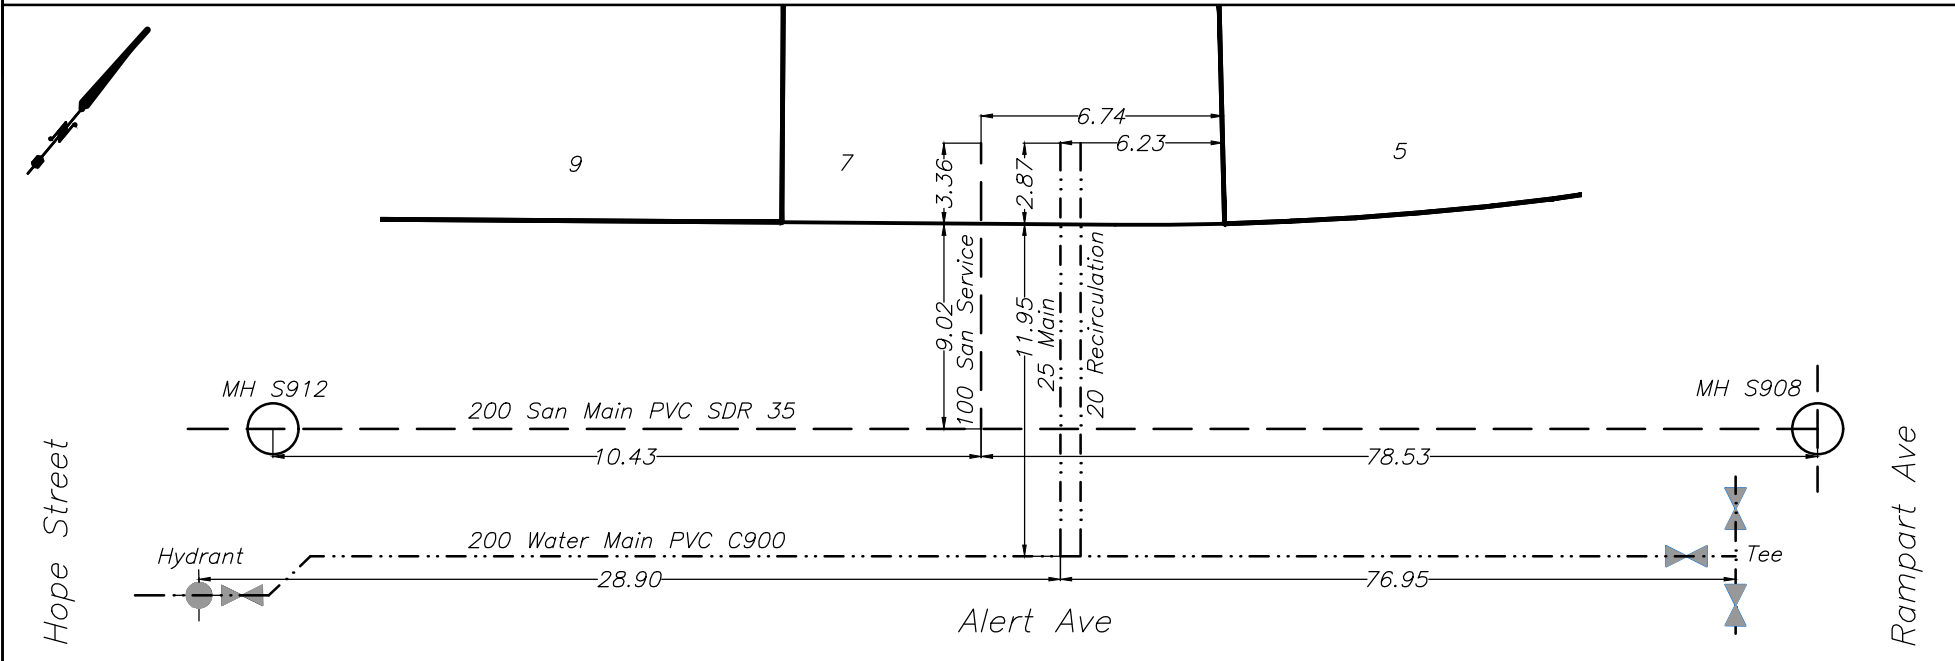 6.74
6.23
9
7
5
3.36
2.87
9.02
100 San Service
11.95
25 Main
20 Recirculation
MH S912
MH S908
200 San Main PVC SDR 35
10.43
78.53
Hope Street
Rampart Ave
Hydrant
200 Water Main PVC C900
Tee
28.90
76.95
Alert Ave